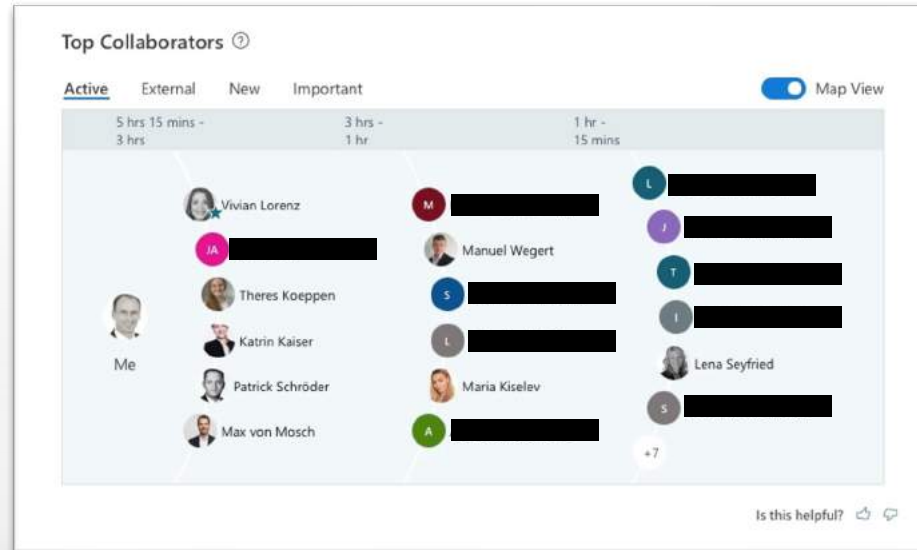 Top Collaborators ?
Active External New Important Map View
5 hrs 15 mins - 3 hrs - 1 hr -
3 hrs 1 hr 15 mins
L
Vivian Lorenz M
J
JA Manuel Wegert
T
Theres Koeppen S
I
Katrin Kaiser L
Me Lena Seyfried
Patrick Schröder Maria Kiselev
S
Max von Mosch A
+7
Is this helpful?